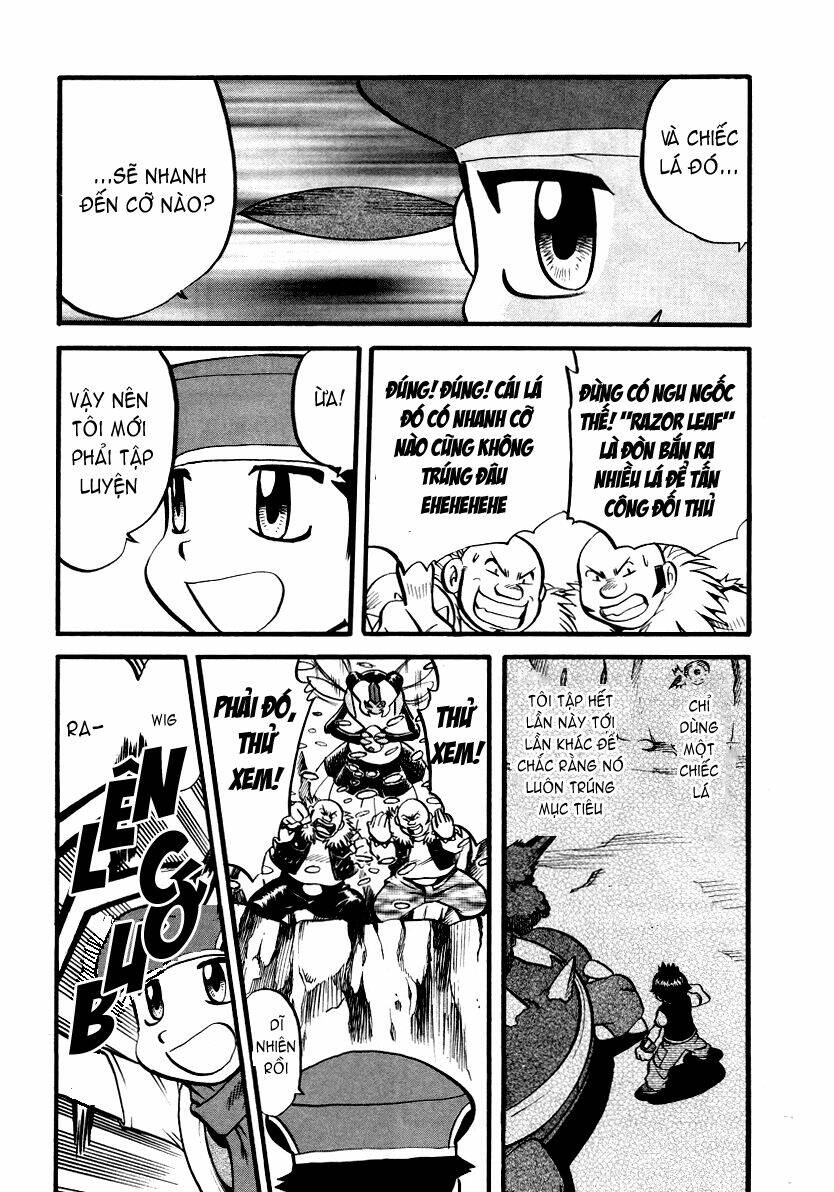 VÀ CHIẾC
LÁ ĐÓ...
...SẼ NHANH
ĐẾN CỠ NÀO?
ĐỪNG CÓ NGU NGỐC
THẾ! "RAZOR LEAF"
LÀ ĐÒN BẮN RA
NHIỀU LÁ ĐỂ TẤN
CÔNG ĐỐI THỦ
ĐÚNG! ĐÚNG! CÁI LÁ
ĐÓ CÓ NHANH CỠ
NÀO CŨNG KHÔNG
TRÚNG ĐÂU
EHEHEHEHE
ỪA!
VẬY NÊN
TÔI MỚI
PHẢI TẬP
LUYỆN
CHỈ
DÙNG
MỘT
CHIẾC
LÁ
TÔI TẬP HẾT
LẦN NÀY TỚI
LẦN KHÁC ĐỂ
CHẮC RÀNG NÓ
LUÔN TRÚNG
MỤC TIÊU
THỬ
XEM!
PHẢI ĐÓ,
THỬ
XEM!
DĨ
NHIÊN
RỒI
WIG
RA-
LÊN
BƯỚC